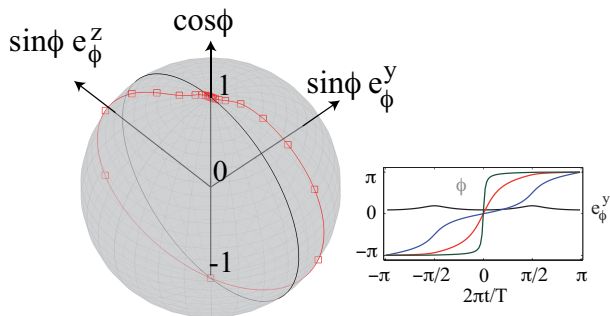 cosϕ
sinϕ e_ϕ^z
sinϕ e_ϕ^y
1
0
-1
π
0
−π
ϕ
e_ϕ^y
−π −π/2 0 π/2 π
2πt/T